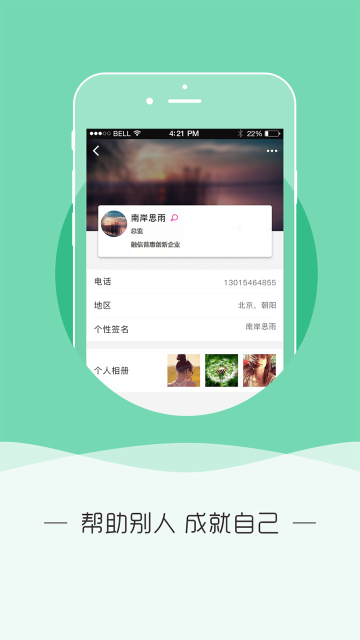 BELL 4:21 PM 22%
南岸思雨
总监
融信普惠创新企业
电话 13015464855
地区 北京、朝阳
个性签名 南岸思雨
个人相册
帮助别人 成就自己